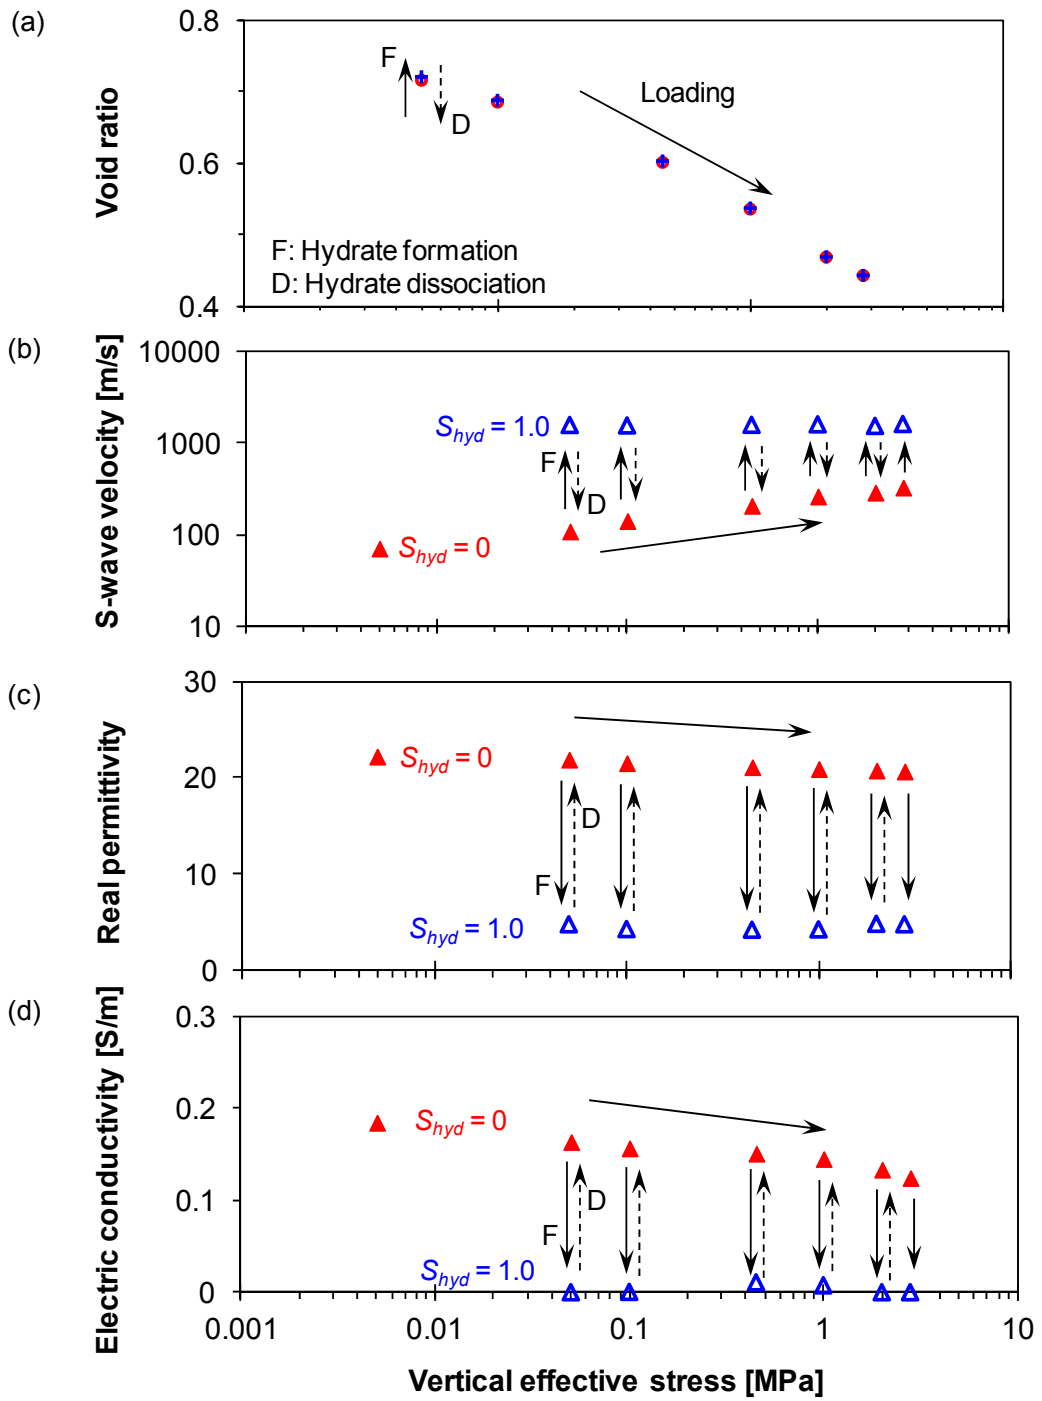 (a)
Void ratio
0.8
0.6
0.4
F
D
Loading
F: Hydrate formation
D: Hydrate dissociation
(b)
S-wave velocity [m/s]
10000
1000
100
10
S_hyd = 1.0
F
D
S_hyd = 0
(c)
Real permittivity
30
20
10
0
S_hyd = 0
D
F
S_hyd = 1.0
(d)
Electric conductivity [S/m]
0.3
0.2
0.1
0
S_hyd = 0
D
F
S_hyd = 1.0
0.001
0.01
0.1
1
10
Vertical effective stress [MPa]